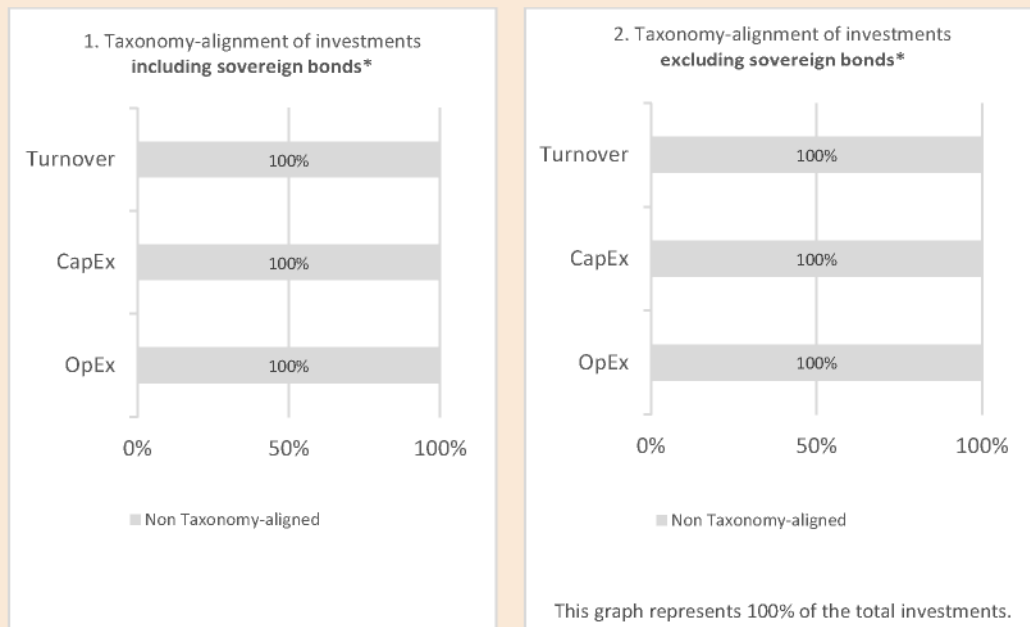 1. Taxonomy-alignment of investments
including sovereign bonds*
Turnover
100%
CapEx
100%
OpEx
100%
0%
50%
100%
Non Taxonomy-aligned
2. Taxonomy-alignment of investments
excluding sovereign bonds*
Turnover
100%
CapEx
100%
OpEx
100%
0%
50%
100%
Non Taxonomy-aligned
This graph represents 100% of the total investments.